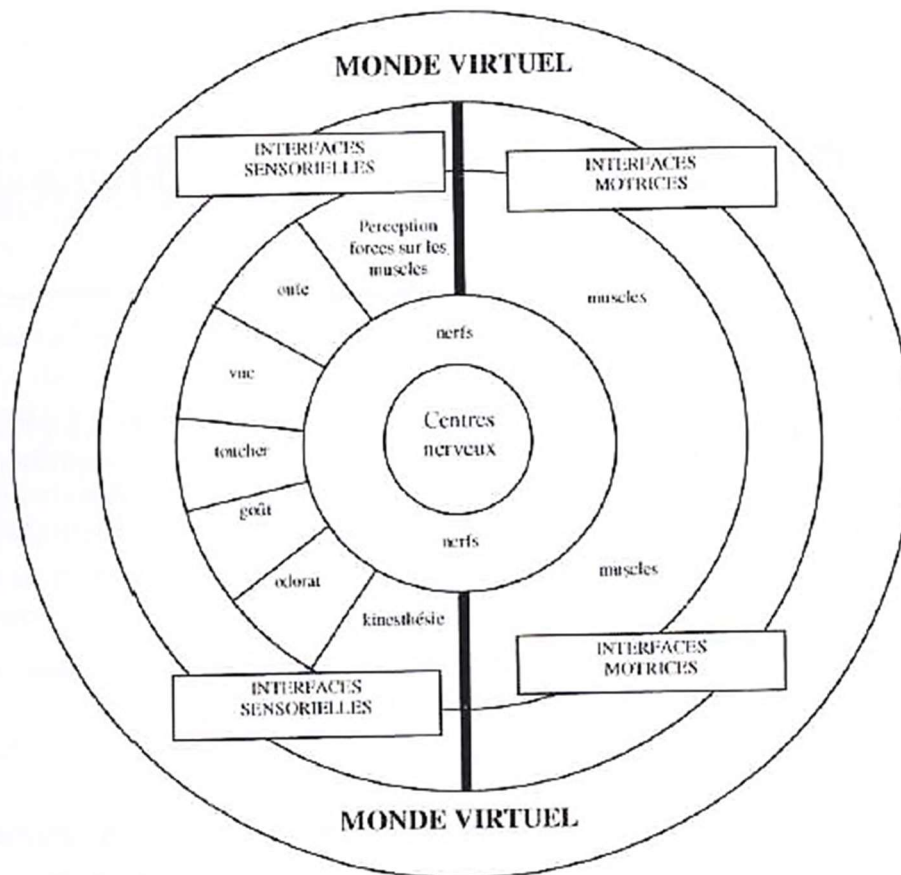 MONDE VIRTUEL
INTERFACES
SENSORIELLES
INTERFACES
MOTRICES
Perception
forces sur les
muscles
ouïe
vue
toucher
goût
odorat
kinesthésie
nerfs
Centres
nerveux
nerfs
muscles
muscles
INTERFACES
SENSORIELLES
INTERFACES
MOTRICES
MONDE VIRTUEL